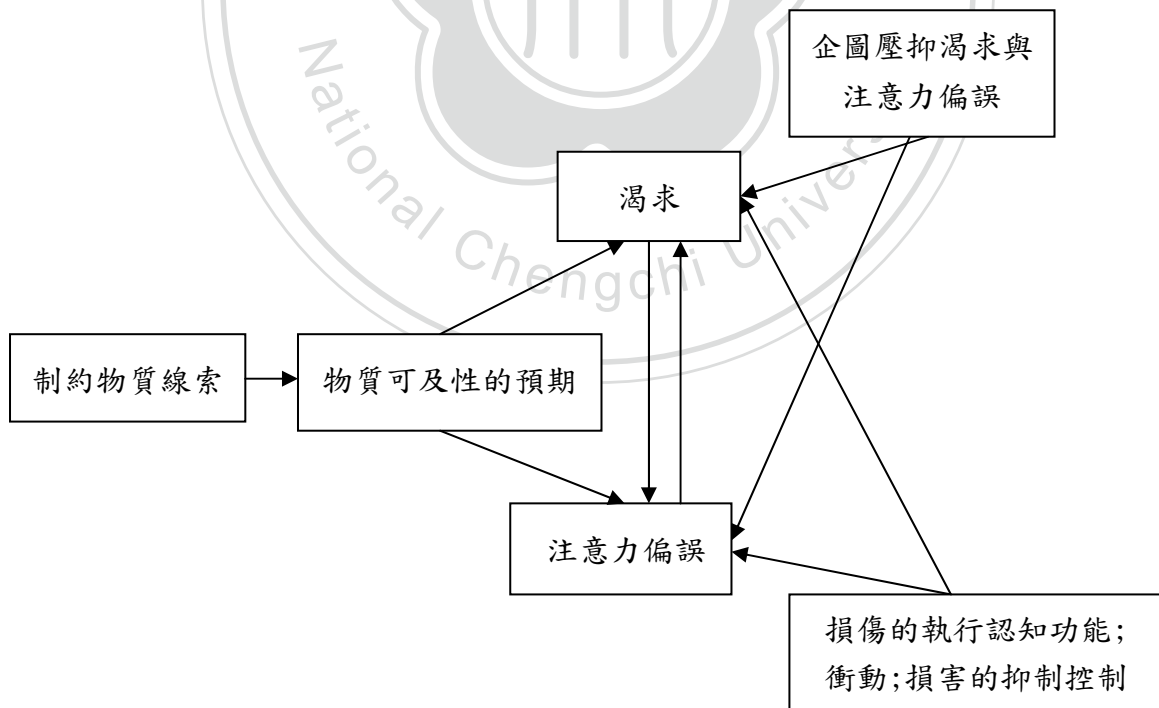 企圖壓抑渴求與
注意力偏誤
渴求
制約物質線索
物質可及性的預期
注意力偏誤
損傷的執行認知功能;
衝動;損害的抑制控制
National Chengchi Univers